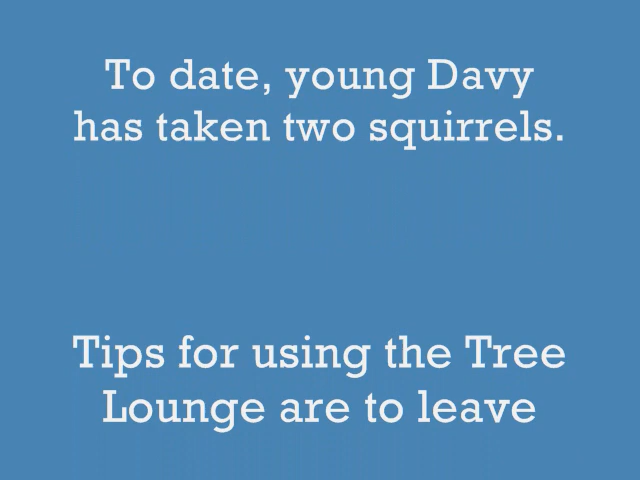 To date, young Davy
has taken two squirrels.
Tips for using the Tree
Lounge are to leave